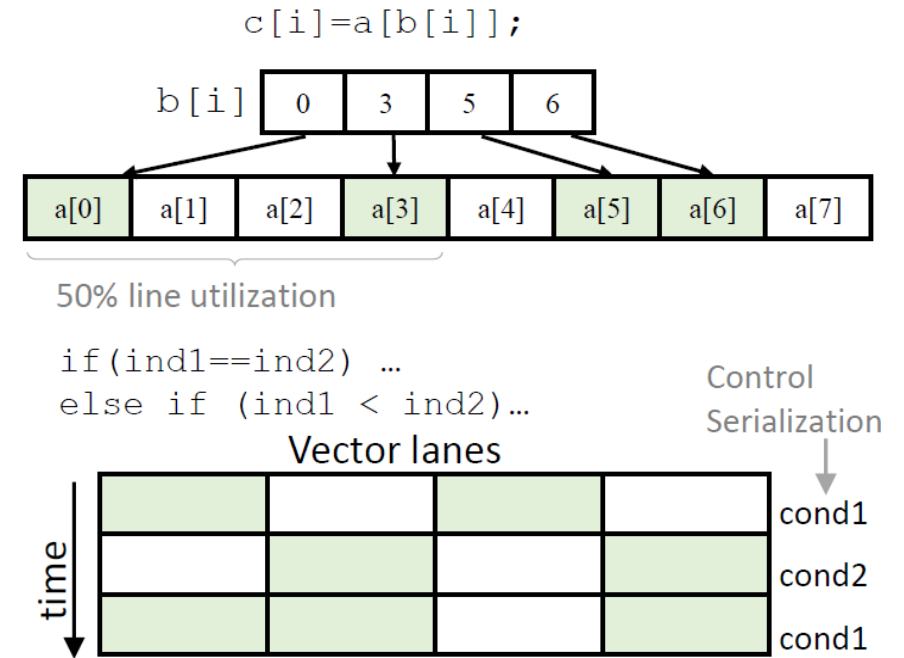 c[i]=a[b[i]];
b[i] 0 3 5 6
a[0] a[1] a[2] a[3] a[4] a[5] a[6] a[7]
50% line utilization
if(ind1==ind2) …
else if (ind1 < ind2)…
Control
Serialization
Vector lanes
time
cond1
cond2
cond1